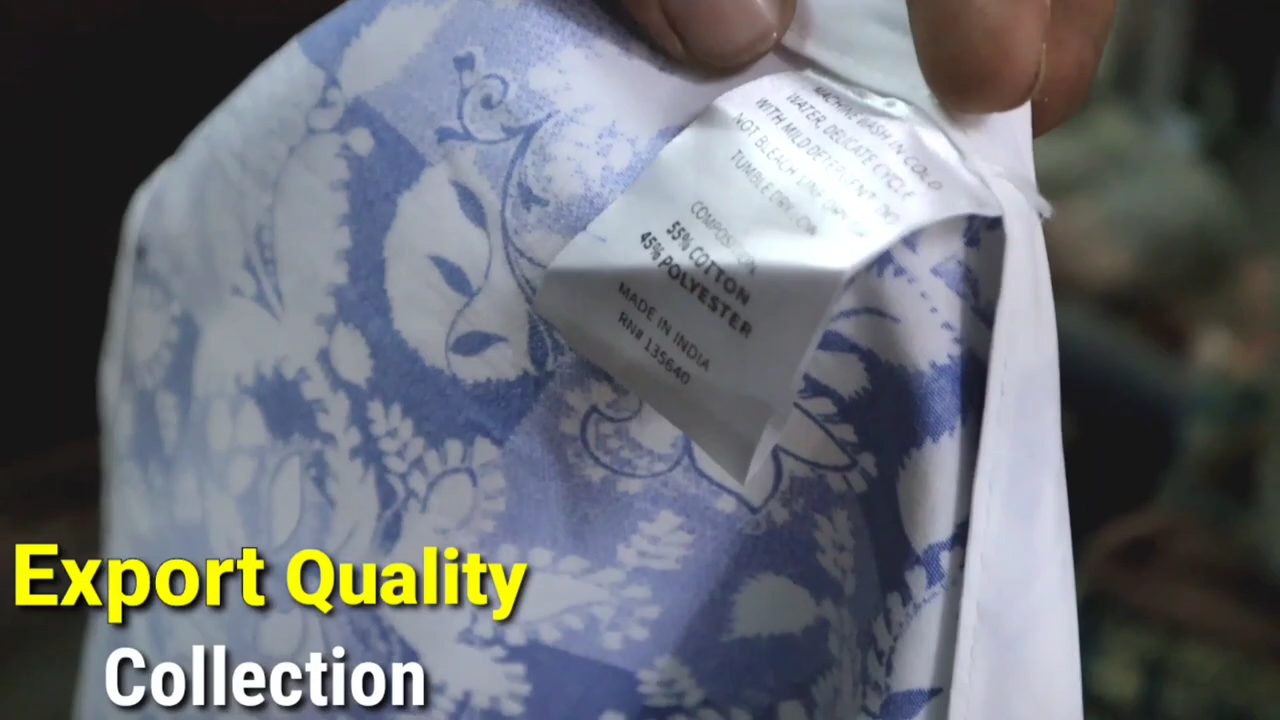 MACHINE WASH IN COLD
WATER, DELICATE CYCLE
WITH MILD DETERGENT DO
NOT BLEACH LINE DRY
TUMBLE DRY LOW
COMPOSITION
55% COTTON
45% POLYESTER
MADE IN INDIA
RN# 135640
Export Quality
Collection